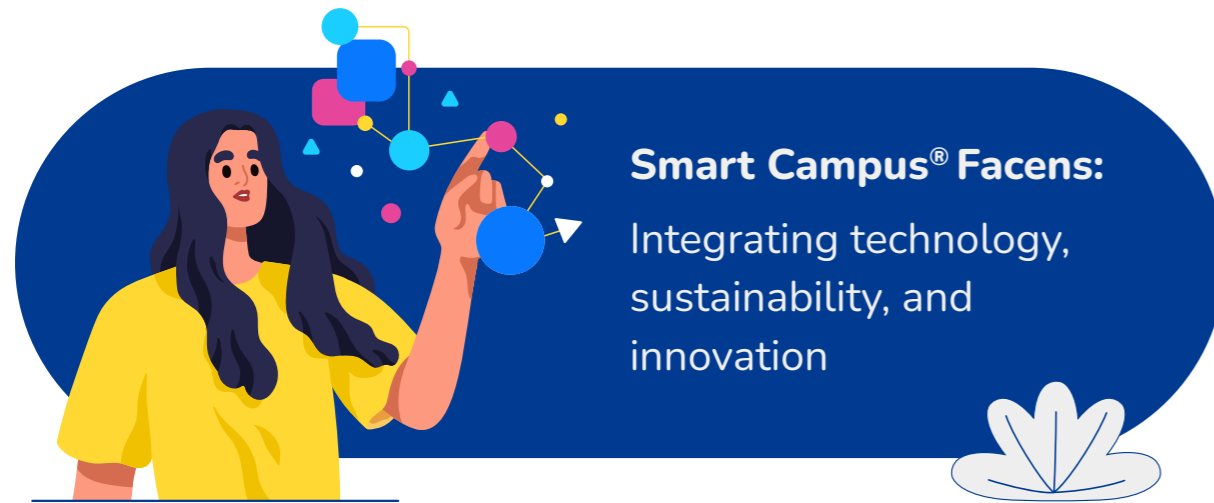 Smart Campus® Facens:
Integrating technology,
sustainability, and
innovation